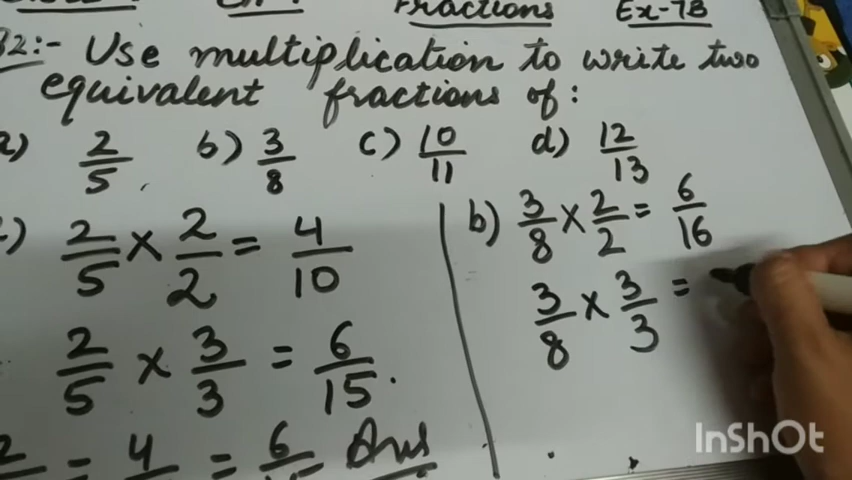 Fractions Ex-7B
Q2:- Use multiplication to write two
equivalent fractions of:
a) 2/5 , b) 3/8 c) 10/11 d) 12/13
2/5 × 2/2 = 4/10
2/5 × 3/3 = 6/15 .
= 4 = 6 Ans
b) 3/8 × 2/2 = 6/16
3/8 × 3/3 =
InShOt